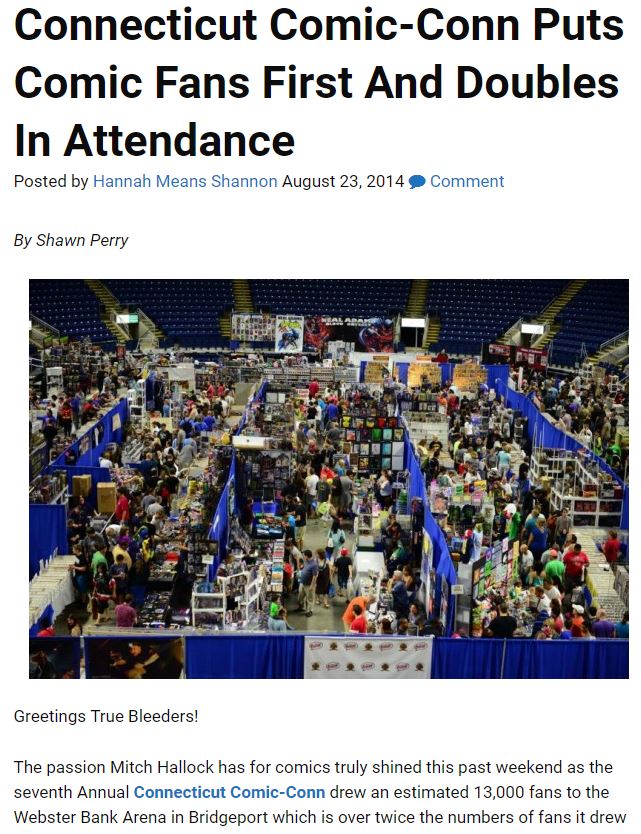 Connecticut Comic-Conn Puts
Comic Fans First And Doubles
In Attendance
Posted by Hannah Means Shannon August 23, 2014 Comment
By Shawn Perry
NEAL ADAMS
Greetings True Bleeders!
The passion Mitch Hallock has for comics truly shined this past weekend as the
seventh Annual Connecticut Comic-Conn drew an estimated 13,000 fans to the
Webster Bank Arena in Bridgeport which is over twice the numbers of fans it drew